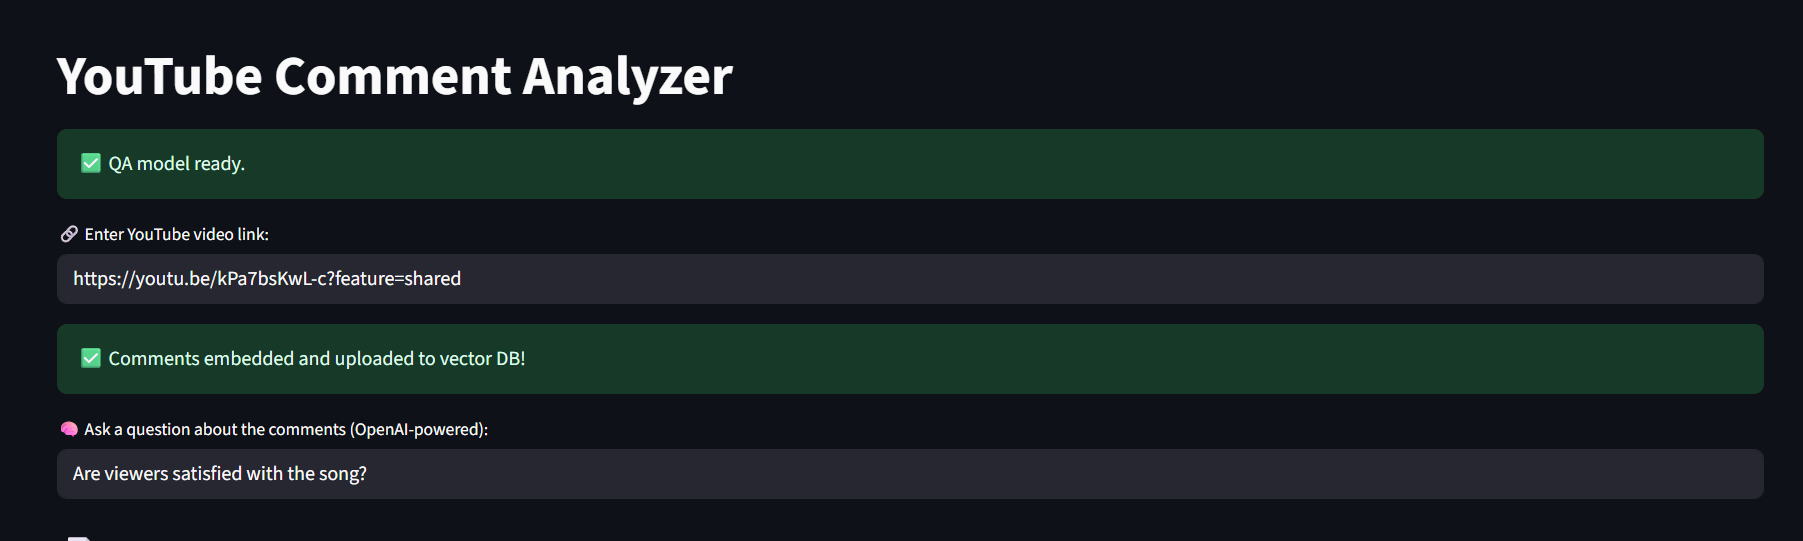 YouTube Comment Analyzer
✅ QA model ready.
🔗 Enter YouTube video link:
https://youtu.be/kPa7bsKwL-c?feature=shared
✅ Comments embedded and uploaded to vector DB!
🧠 Ask a question about the comments (OpenAI-powered):
Are viewers satisfied with the song?